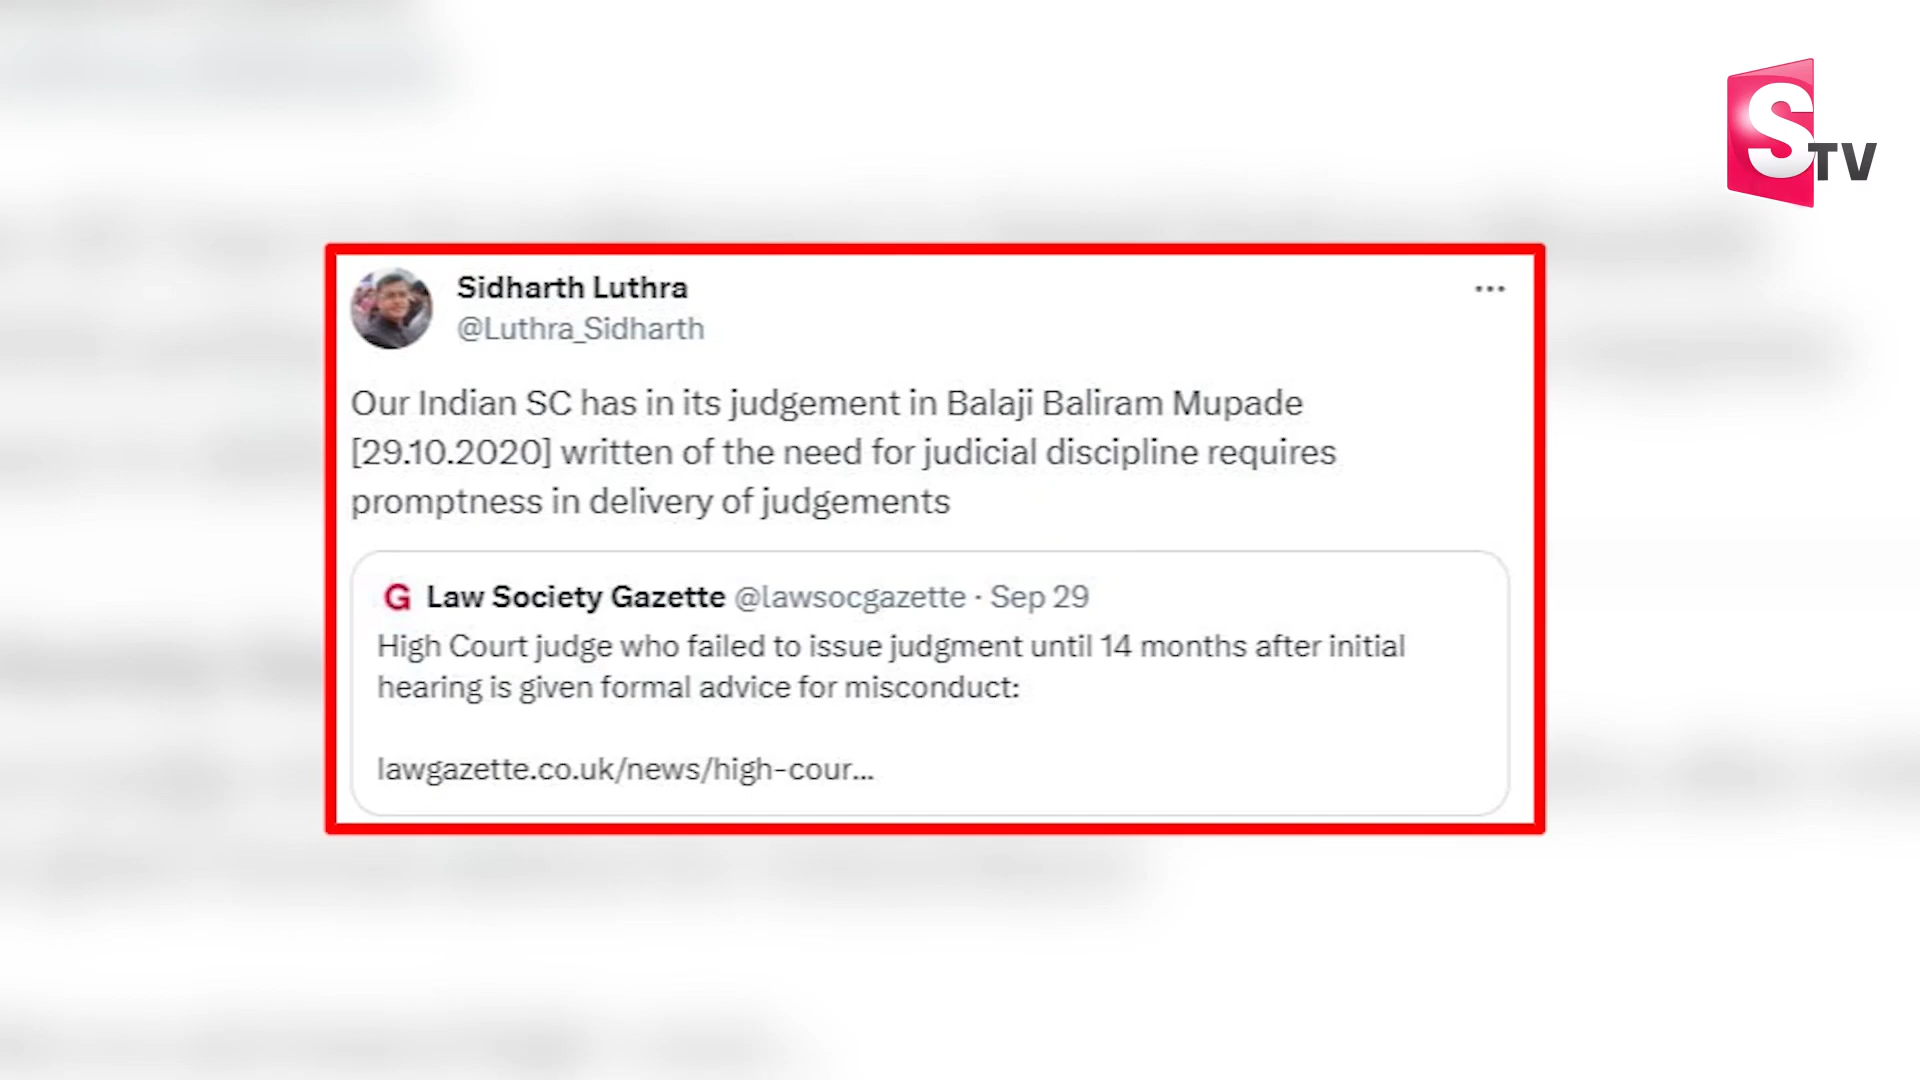 S TV
Sidharth Luthra
@Luthra_Sidharth
Our Indian SC has in its judgement in Balaji Baliram Mupade
[29.10.2020] written of the need for judicial discipline requires
promptness in delivery of judgements
G Law Society Gazette @lawsocgazette · Sep 29
High Court judge who failed to issue judgment until 14 months after initial
hearing is given formal advice for misconduct:
lawgazette.co.uk/news/high-cour...